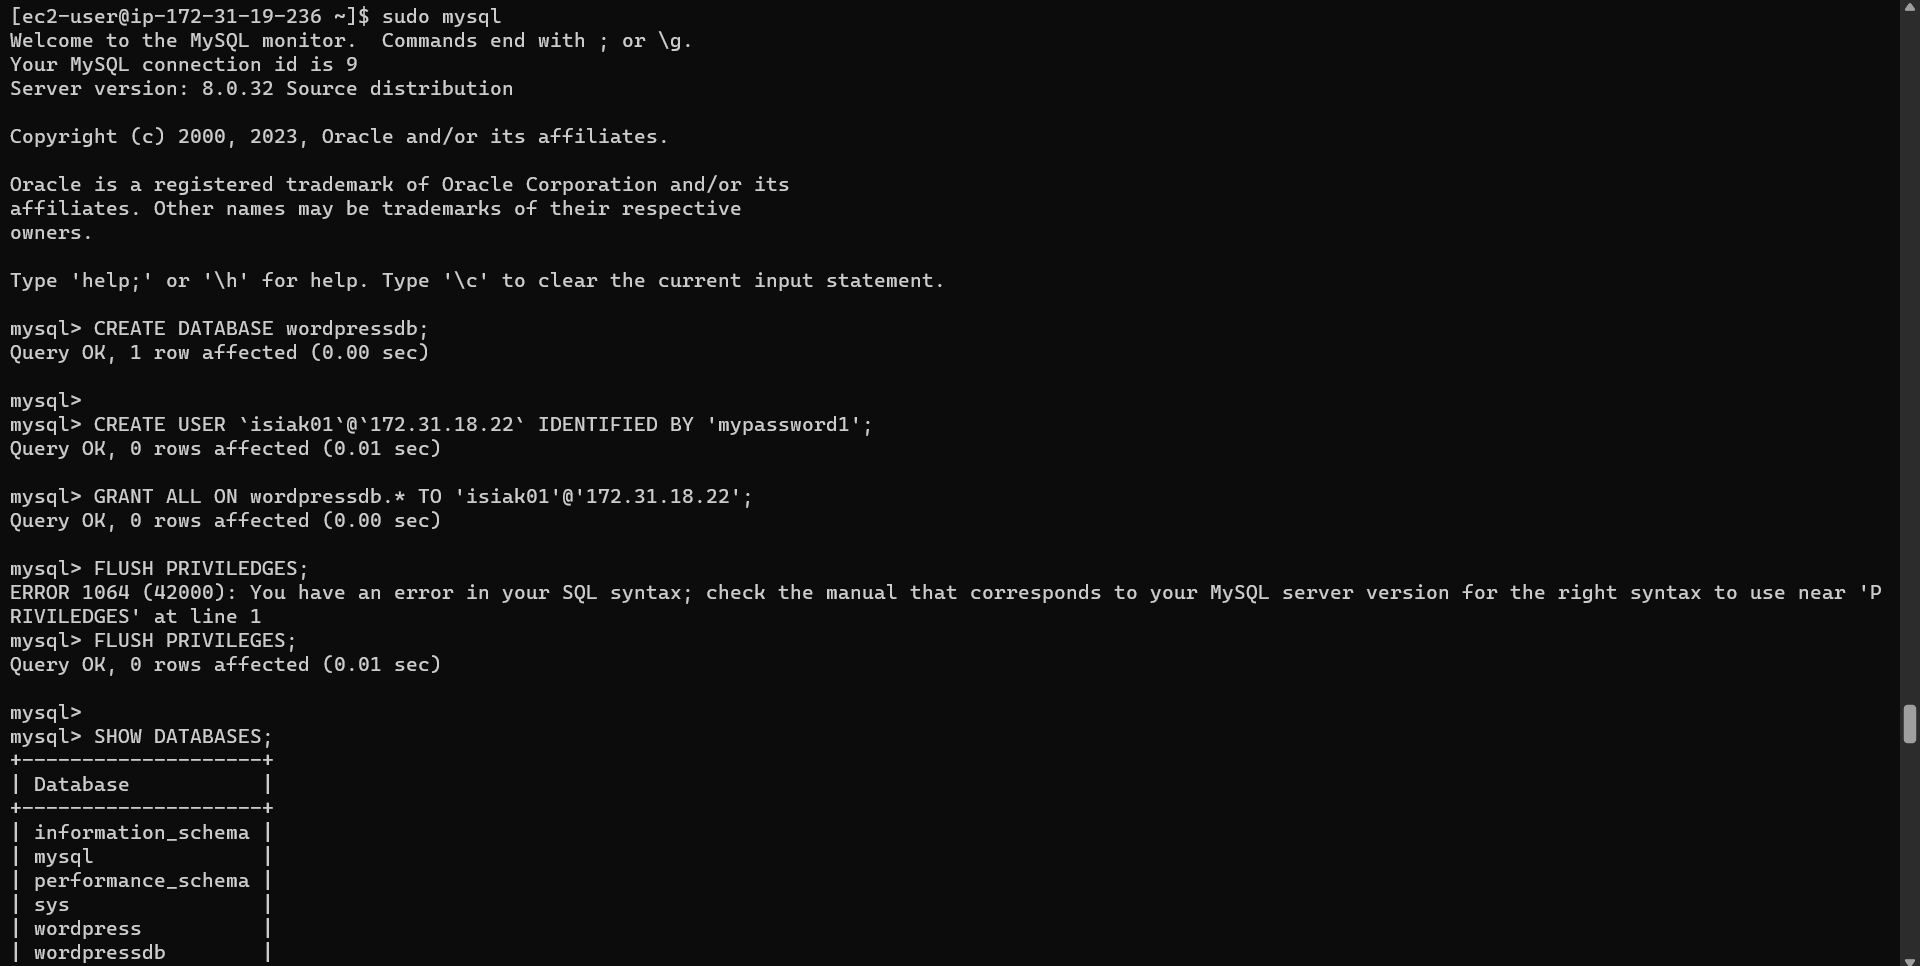 [ec2-user@ip-172-31-19-236 ~]$ sudo mysql
Welcome to the MySQL monitor.  Commands end with ; or \g.
Your MySQL connection id is 9
Server version: 8.0.32 Source distribution
Copyright (c) 2000, 2023, Oracle and/or its affiliates.
Oracle is a registered trademark of Oracle Corporation and/or its
affiliates. Other names may be trademarks of their respective
owners.
Type 'help;' or '\h' for help. Type '\c' to clear the current input statement.
mysql> CREATE DATABASE wordpressdb;
Query OK, 1 row affected (0.00 sec)
mysql>
mysql> CREATE USER `isiak01`@`172.31.18.22` IDENTIFIED BY 'mypassword1';
Query OK, 0 rows affected (0.01 sec)
mysql> GRANT ALL ON wordpressdb.* TO 'isiak01'@'172.31.18.22';
Query OK, 0 rows affected (0.00 sec)
mysql> FLUSH PRIVILEDGES;
ERROR 1064 (42000): You have an error in your SQL syntax; check the manual that corresponds to your MySQL server version for the right syntax to use near 'P
RIVILEDGES' at line 1
mysql> FLUSH PRIVILEGES;
Query OK, 0 rows affected (0.01 sec)
mysql>
mysql> SHOW DATABASES;
+--------------------+
| Database           |
+--------------------+
| information_schema |
| mysql              |
| performance_schema |
| sys                |
| wordpress          |
| wordpressdb        |